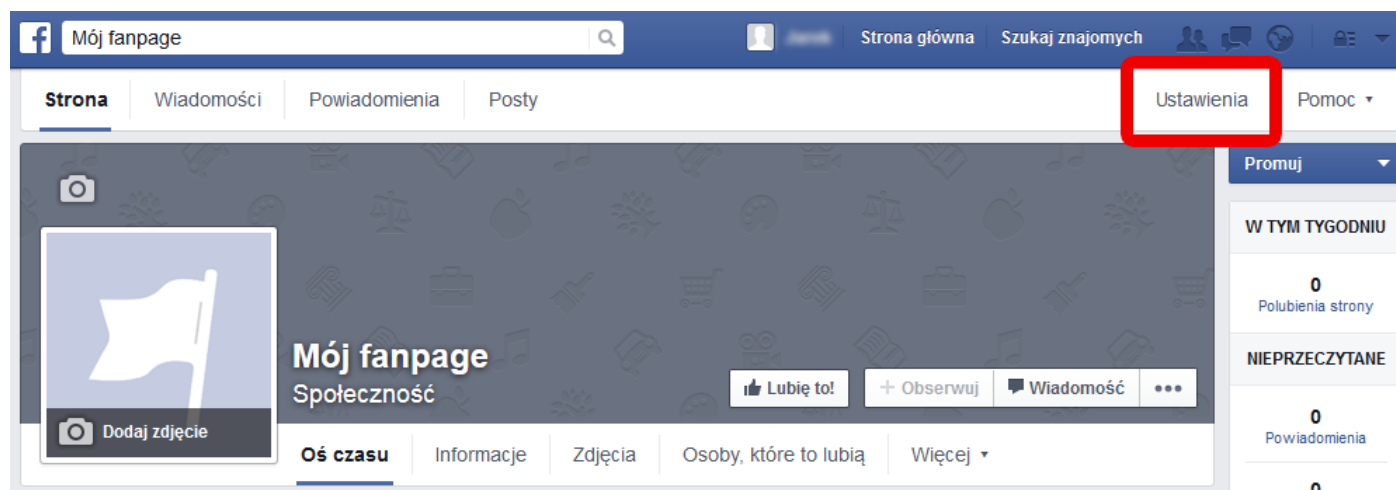 f Mój fanpage
Strona główna Szukaj znajomych
Strona Wiadomości Powiadomienia Posty Ustawienia Pomoc
Promuj
W TYM TYGODNIU
0
Polubienia strony
NIEPRZECZYTANE
0
Powiadomienia
Mój fanpage
Społeczność
Lubię to! + Obserwuj Wiadomość
Dodaj zdjęcie
Oś czasu Informacje Zdjęcia Osoby, które to lubią Więcej